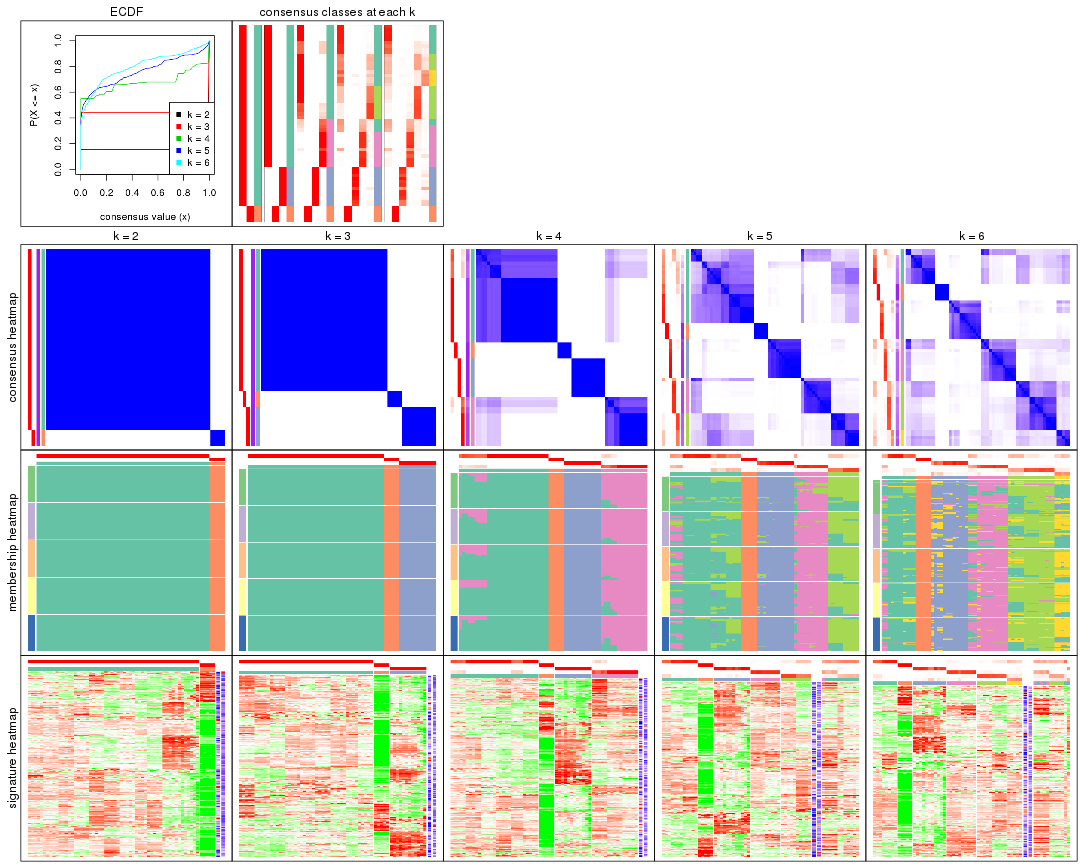 ECDF
consensus classes at each k
P(X <= x)
0.0 0.2 0.4 0.6 0.8 1.0
k = 2
k = 3
k = 4
k = 5
k = 6
0.0 0.2 0.4 0.6 0.8 1.0
consensus value (x)
k = 2
k = 3
k = 4
k = 5
k = 6
consensus heatmap
membership heatmap
signature heatmap